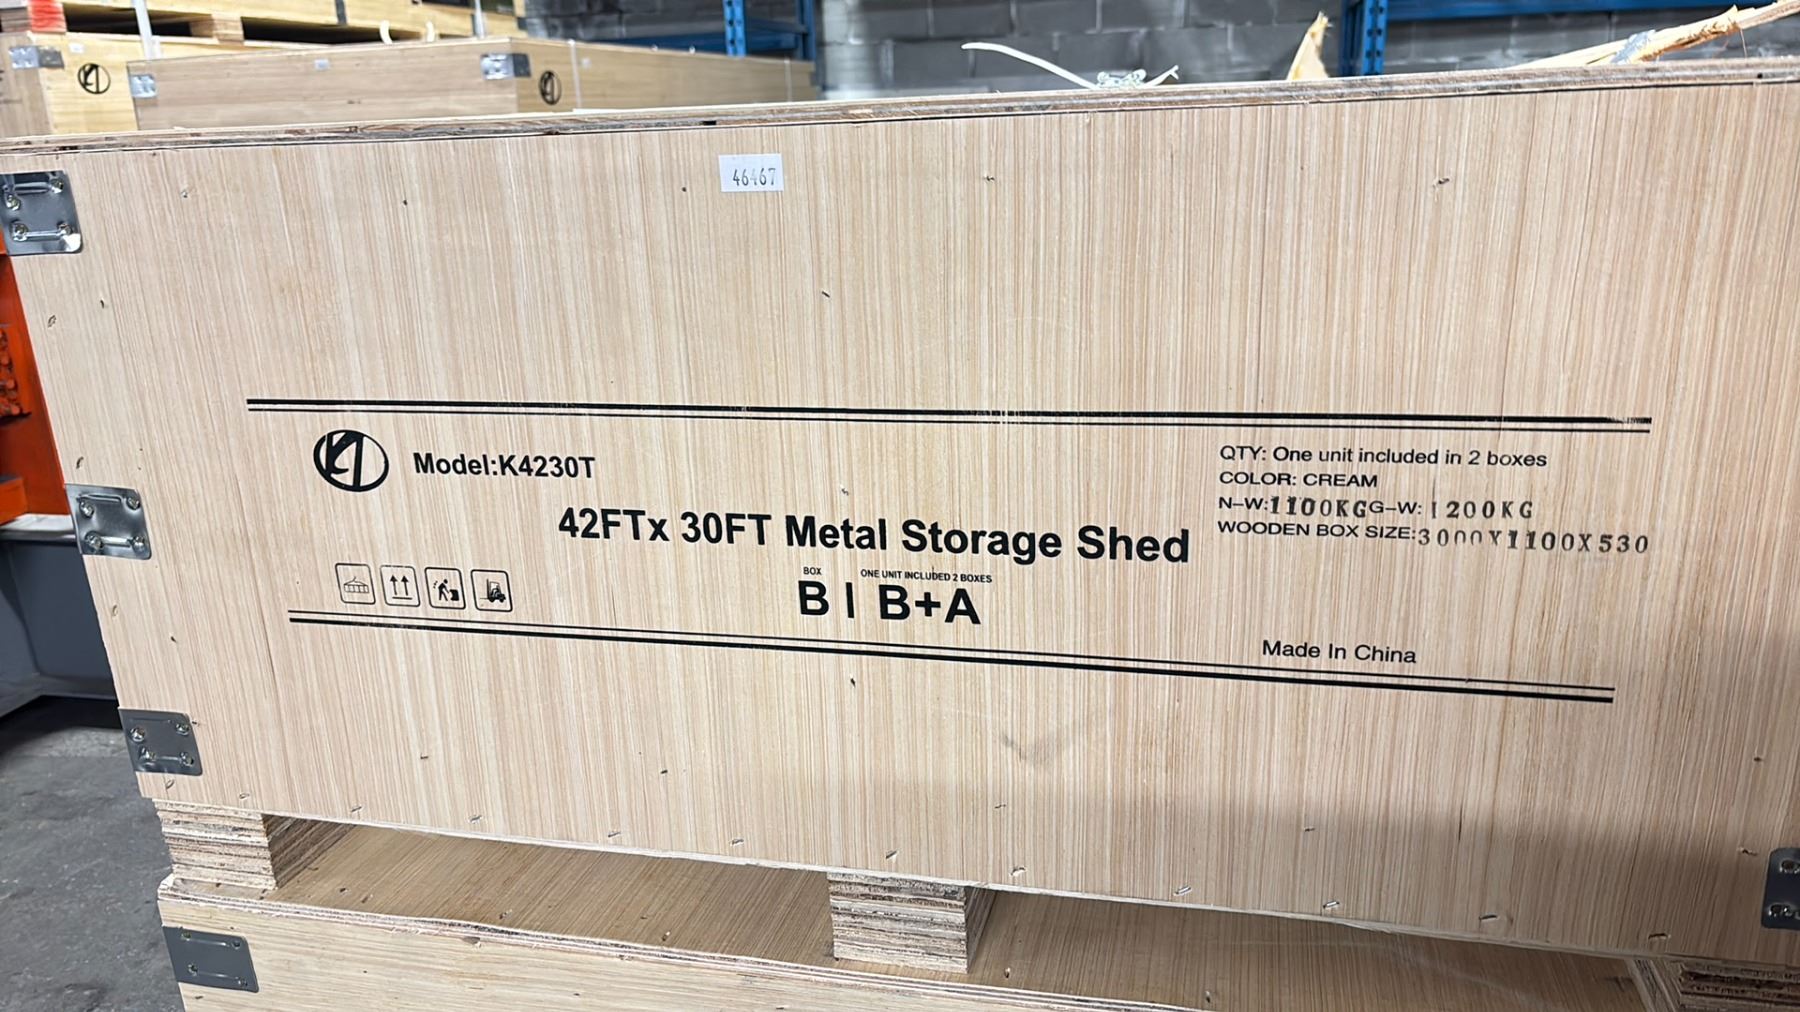 46467
Model:K4230T
42FTx 30FT Metal Storage Shed
BOX
ONE UNIT INCLUDED 2 BOXES
B | B+A
QTY: One unit included in 2 boxes
COLOR: CREAM
N-W:1100KGG-W:1200KG
WOODEN BOX SIZE:3000X1100X530
Made In China